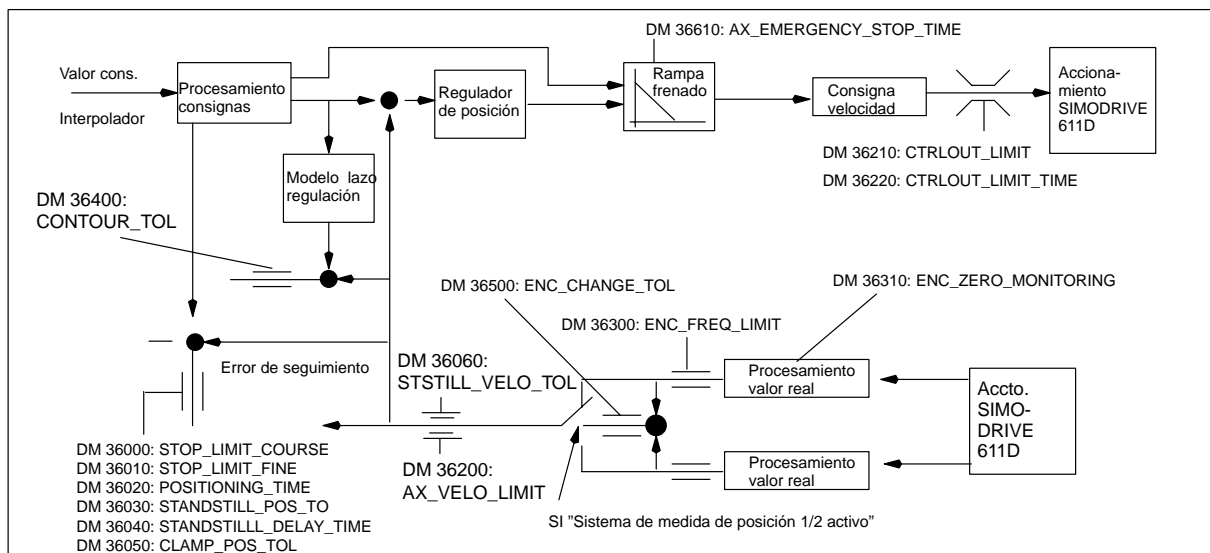 DM 36610: AX_EMERGENCY_STOP_TIME
Valor cons.
Interpolador
Procesamiento
consignas
Regulador
de posición
Rampa
frenado
Consigna
velocidad
Acciona-
miento
SIMODRIVE
611D
DM 36210: CTRLOUT_LIMIT
DM 36220: CTRLOUT_LIMIT_TIME
Modelo lazo
regulación
DM 36400:
CONTOUR_TOL
DM 36500: ENC_CHANGE_TOL
DM 36310: ENC_ZERO_MONITORING
DM 36300: ENC_FREQ_LIMIT
Error de seguimiento
DM 36060:
STSTILL_VELO_TOL
Procesamiento
valor real
Accto.
SIMO-
DRIVE
611D
DM 36000: STOP_LIMIT_COURSE
DM 36010: STOP_LIMIT_FINE
DM 36020: POSITIONING_TIME
DM 36030: STANDSTILL_POS_TO
DM 36040: STANDSTILLL_DELAY_TIME
DM 36050: CLAMP_POS_TOL
DM 36200:
AX_VELO_LIMIT
Procesamiento
valor real
SI "Sistema de medida de posición 1/2 activo"